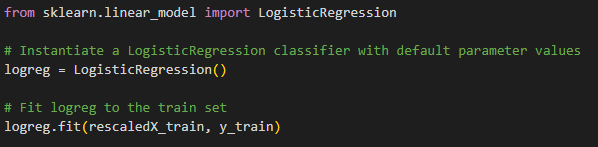 from sklearn.linear_model import LogisticRegression
# Instantiate a LogisticRegression classifier with default parameter values
logreg = LogisticRegression()
# Fit logreg to the train set
logreg.fit(rescaledX_train, y_train)